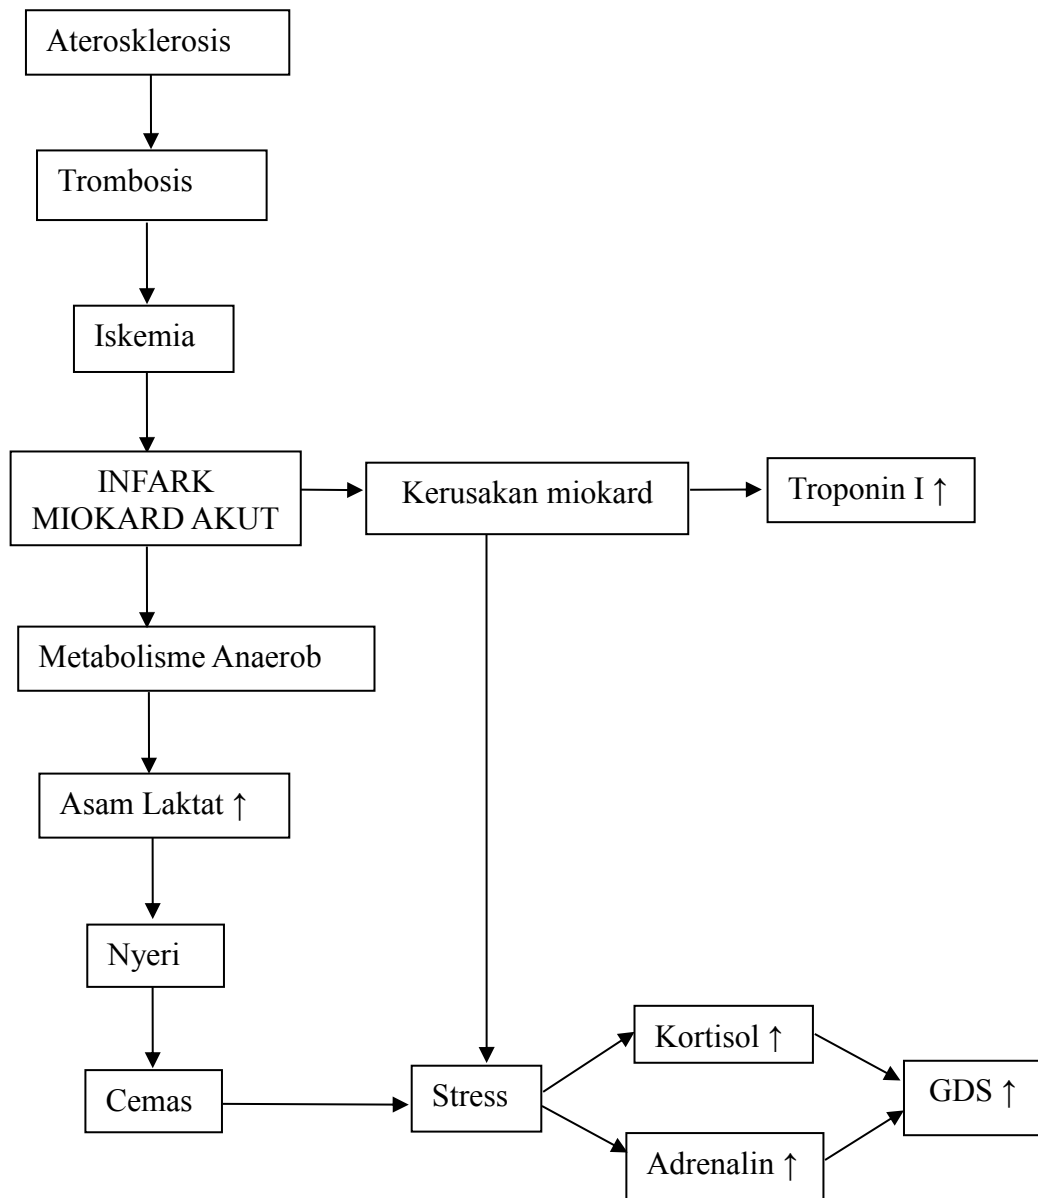 Aterosklerosis
Trombosis
Iskemia
INFARK
MIOKARD AKUT
Kerusakan miokard
Troponin I ↑
Metabolisme Anaerob
Asam Laktat ↑
Nyeri
Cemas
Stress
Kortisol ↑
Adrenalin ↑
GDS ↑